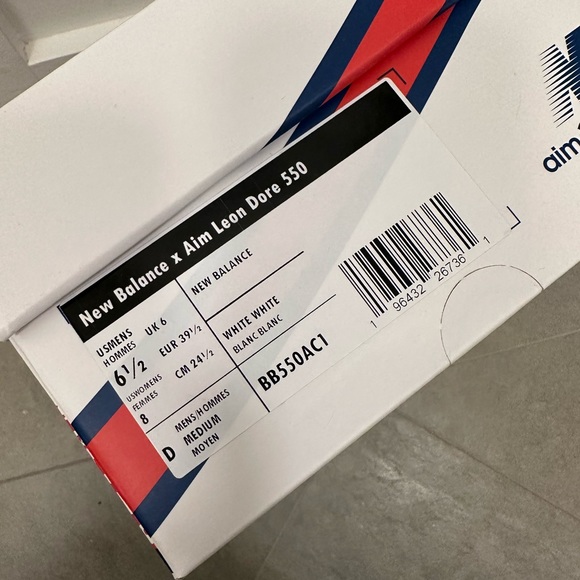 New Balance x Aim Leon Dore 550
USMENS
HOMMES
6½
UK 6
EUR 39½
CM 24½
USWOMENS
FEMMES
8
D
MENS/HOMMES
MEDIUM
MOYEN
NEW BALANCE
WHITE WHITE
BLANC BLANC
BB550AC1
1 96432 26736 1
aim